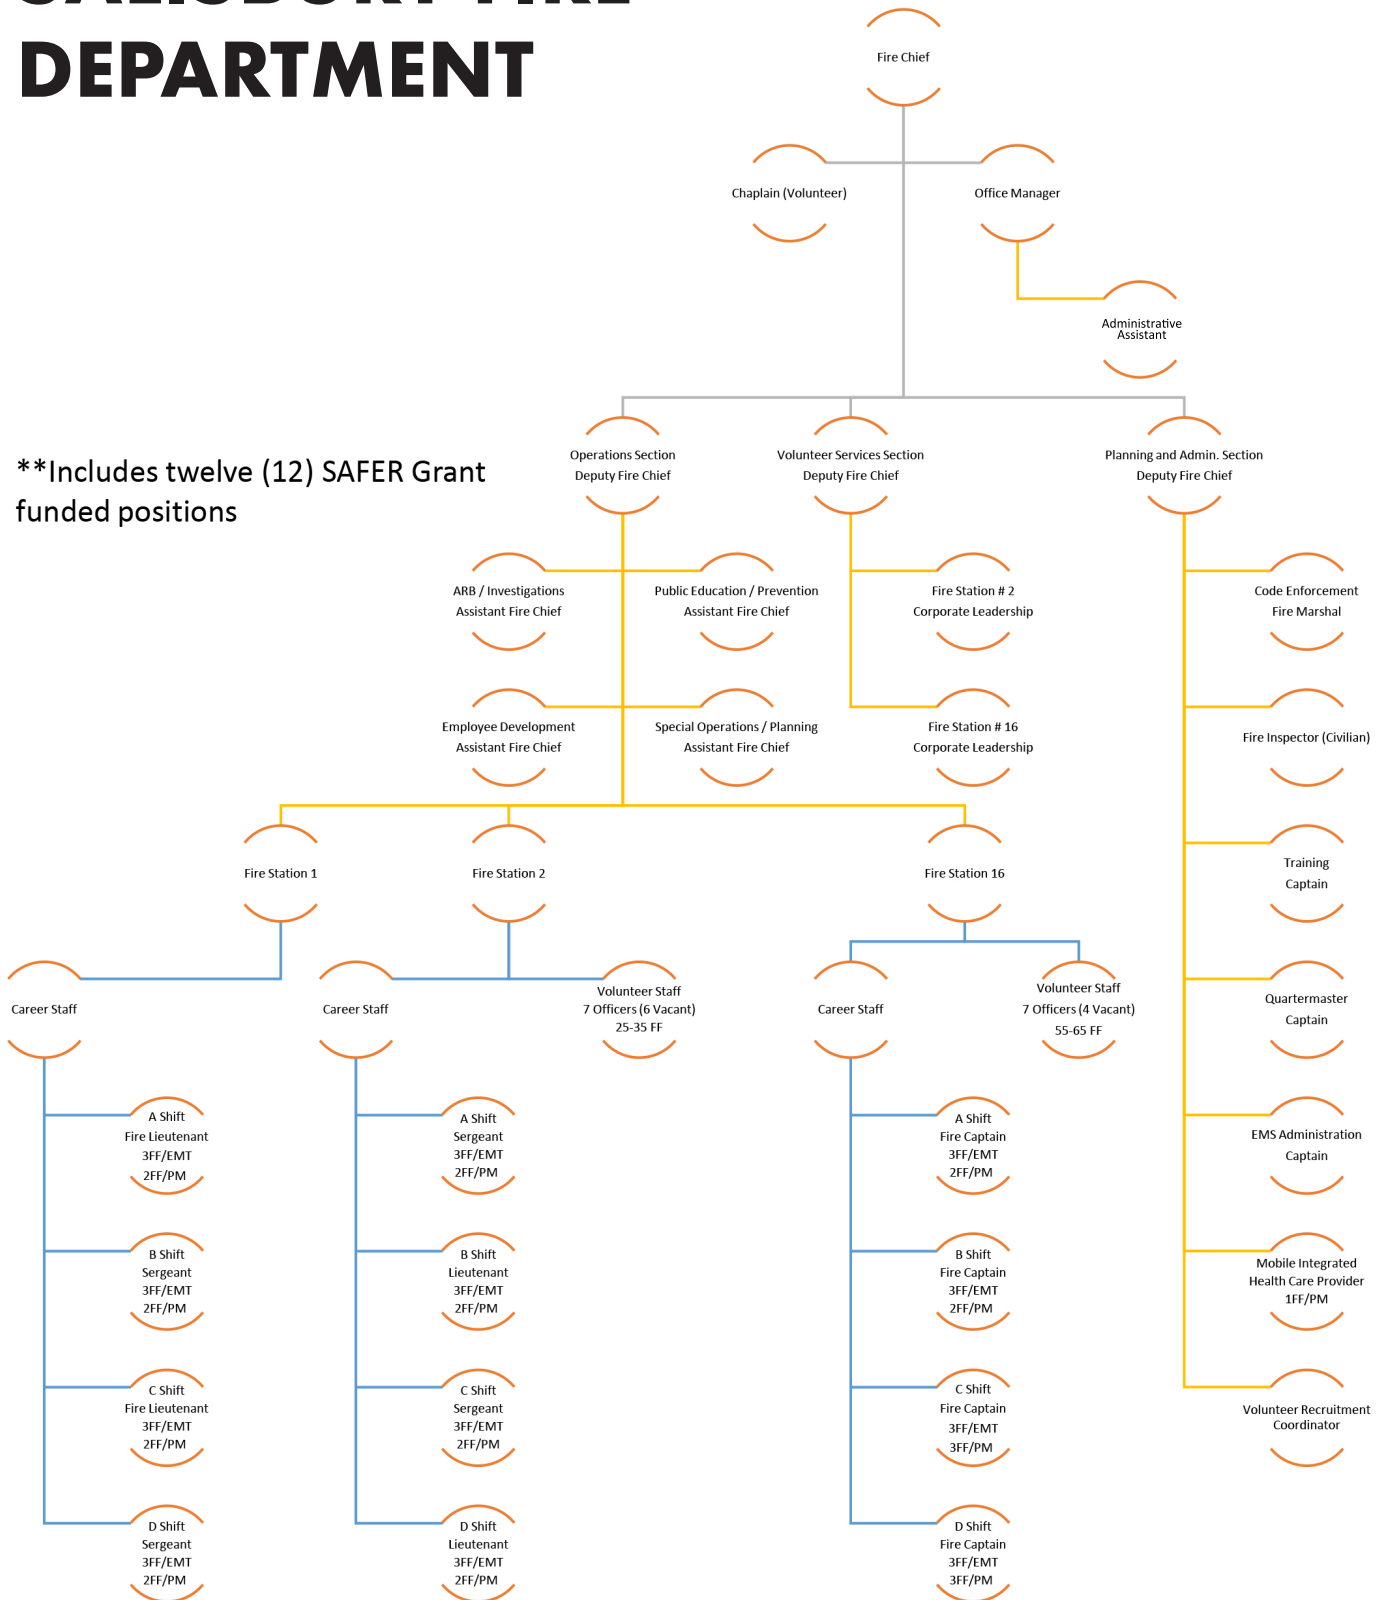 SALISBURY FIRE
DEPARTMENT
Fire Chief
Chaplain (Volunteer)
Office Manager
Administrative
Assistant
**Includes twelve (12) SAFER Grant
funded positions
Operations Section
Deputy Fire Chief
Volunteer Services Section
Deputy Fire Chief
Planning and Admin. Section
Deputy Fire Chief
ARB / Investigations
Assistant Fire Chief
Public Education / Prevention
Assistant Fire Chief
Fire Station # 2
Corporate Leadership
Code Enforcement
Fire Marshal
Employee Development
Assistant Fire Chief
Special Operations / Planning
Assistant Fire Chief
Fire Station # 16
Corporate Leadership
Fire Inspector (Civilian)
Fire Station 1
Fire Station 2
Fire Station 16
Training
Captain
Career Staff
Career Staff
Volunteer Staff
7 Officers (6 Vacant)
25-35 FF
Career Staff
Volunteer Staff
7 Officers (4 Vacant)
55-65 FF
Quartermaster
Captain
A Shift
Fire Lieutenant
3FF/EMT
2FF/PM
A Shift
Sergeant
3FF/EMT
2FF/PM
A Shift
Fire Captain
3FF/EMT
2FF/PM
EMS Administration
Captain
B Shift
Sergeant
3FF/EMT
2FF/PM
B Shift
Lieutenant
3FF/EMT
2FF/PM
B Shift
Fire Captain
3FF/EMT
2FF/PM
Mobile Integrated
Health Care Provider
1FF/PM
C Shift
Fire Lieutenant
3FF/EMT
2FF/PM
C Shift
Sergeant
3FF/EMT
2FF/PM
C Shift
Fire Captain
3FF/EMT
3FF/PM
Volunteer Recruitment
Coordinator
D Shift
Sergeant
3FF/EMT
2FF/PM
D Shift
Lieutenant
3FF/EMT
2FF/PM
D Shift
Fire Captain
3FF/EMT
3FF/PM